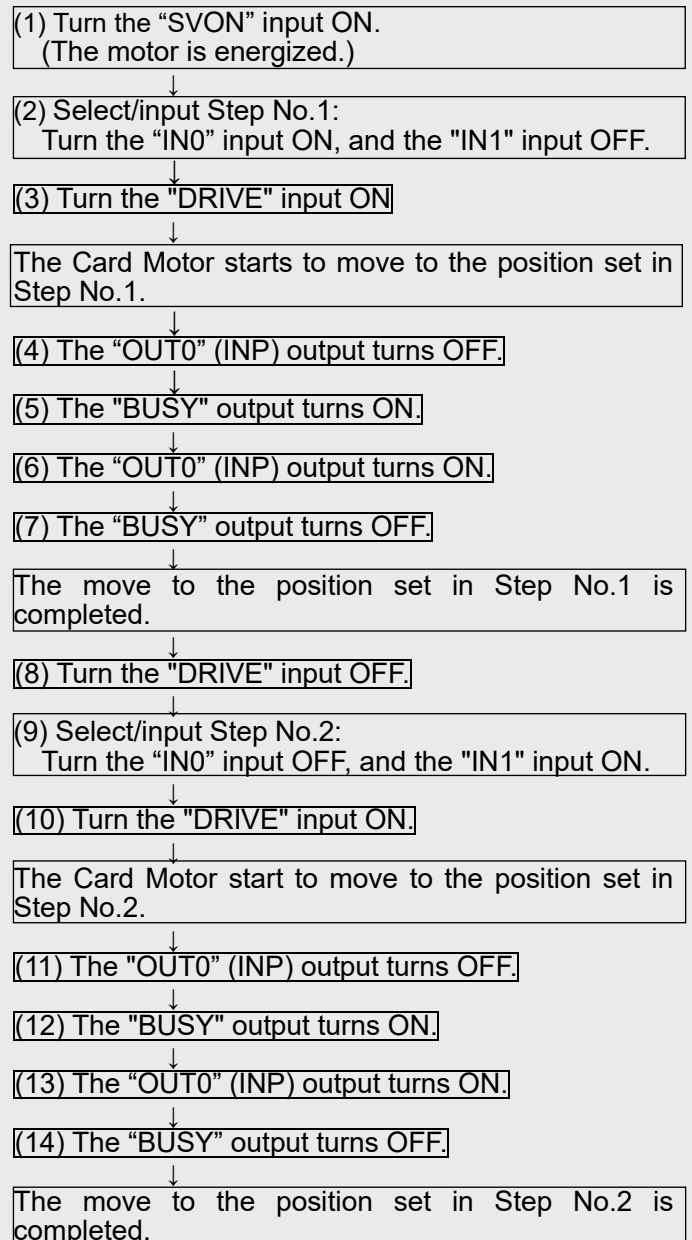 (1) Turn the “SVON” input ON.
(The motor is energized.)
↓
(2) Select/input Step No.1:
Turn the “IN0” input ON, and the "IN1" input OFF.
↓
(3) Turn the "DRIVE" input ON
↓
The Card Motor starts to move to the position set in
Step No.1.
↓
(4) The “OUT0” (INP) output turns OFF.
↓
(5) The "BUSY" output turns ON.
↓
(6) The “OUT0” (INP) output turns ON.
↓
(7) The “BUSY” output turns OFF.
↓
The move to the position set in Step No.1 is
completed.
↓
(8) Turn the "DRIVE" input OFF.
↓
(9) Select/input Step No.2:
Turn the “IN0” input OFF, and the "IN1" input ON.
↓
(10) Turn the "DRIVE" input ON.
↓
The Card Motor start to move to the position set in
Step No.2.
↓
(11) The "OUT0” (INP) output turns OFF.
↓
(12) The "BUSY" output turns ON.
↓
(13) The “OUT0” (INP) output turns ON.
↓
(14) The “BUSY” output turns OFF.
↓
The move to the position set in Step No.2 is
completed.